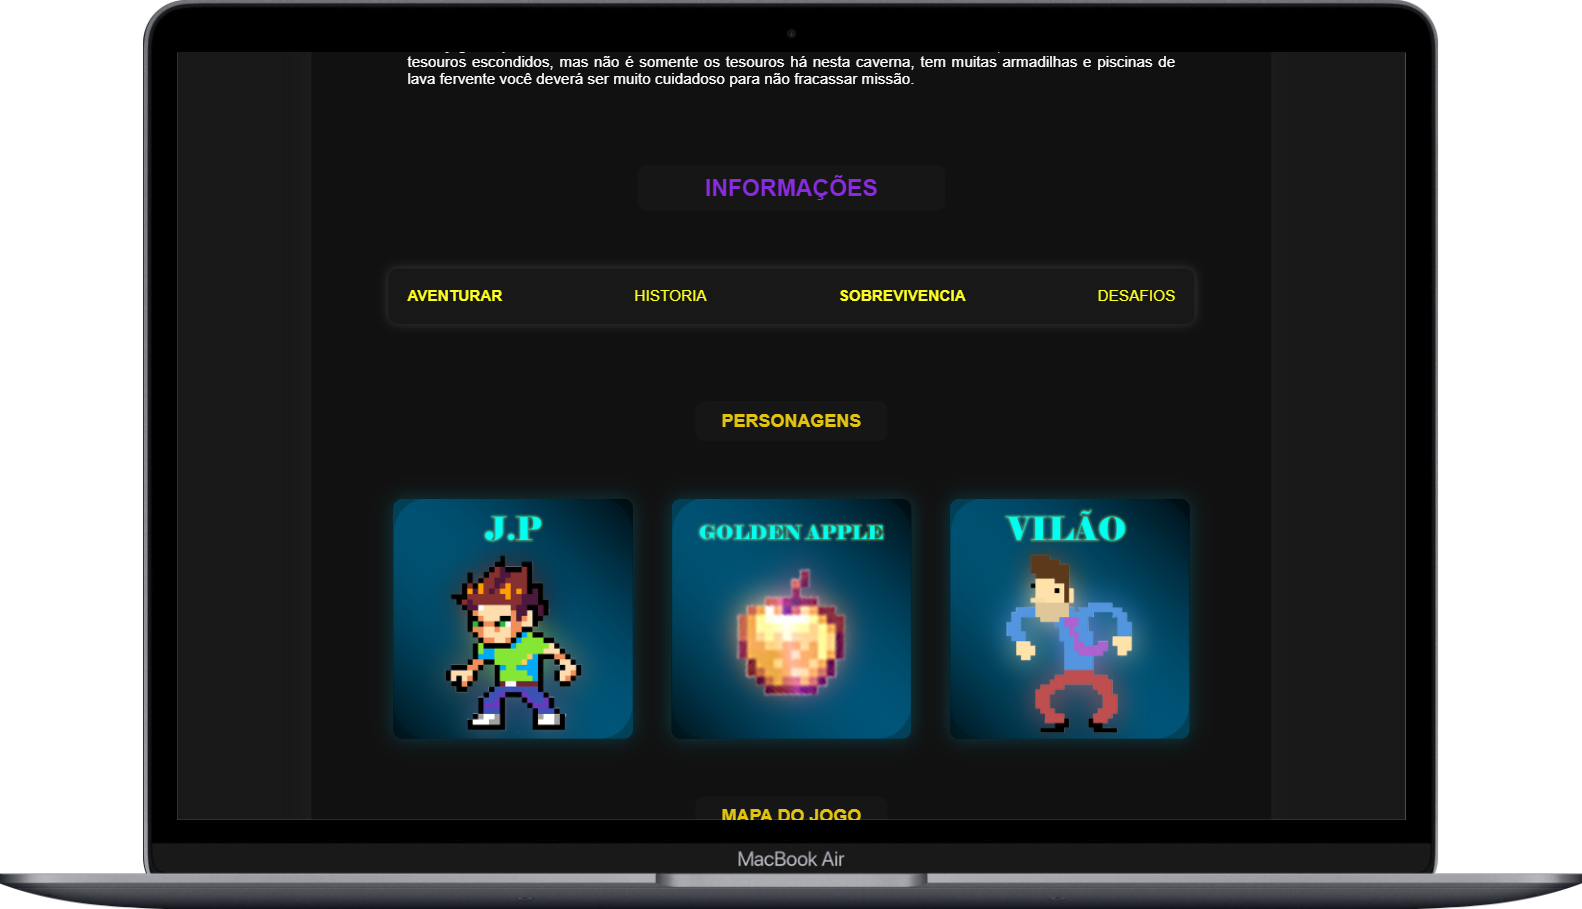 tesouros escondidos, mas não é somente os tesouros há nesta caverna, tem muitas armadilhas e piscinas de
lava fervente você deverá ser muito cuidadoso para não fracassar missão.
INFORMAÇÕES
AVENTURAR HISTORIA SOBREVIVENCIA DESAFIOS
PERSONAGENS
J.P GOLDEN APPLE VILÃO
MAPA DO JOGO
MacBook Air